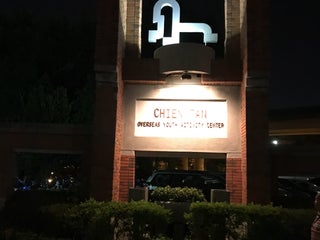 CHIEN TAN
OVERSEAS YOUTH ACTIVITY CENTER